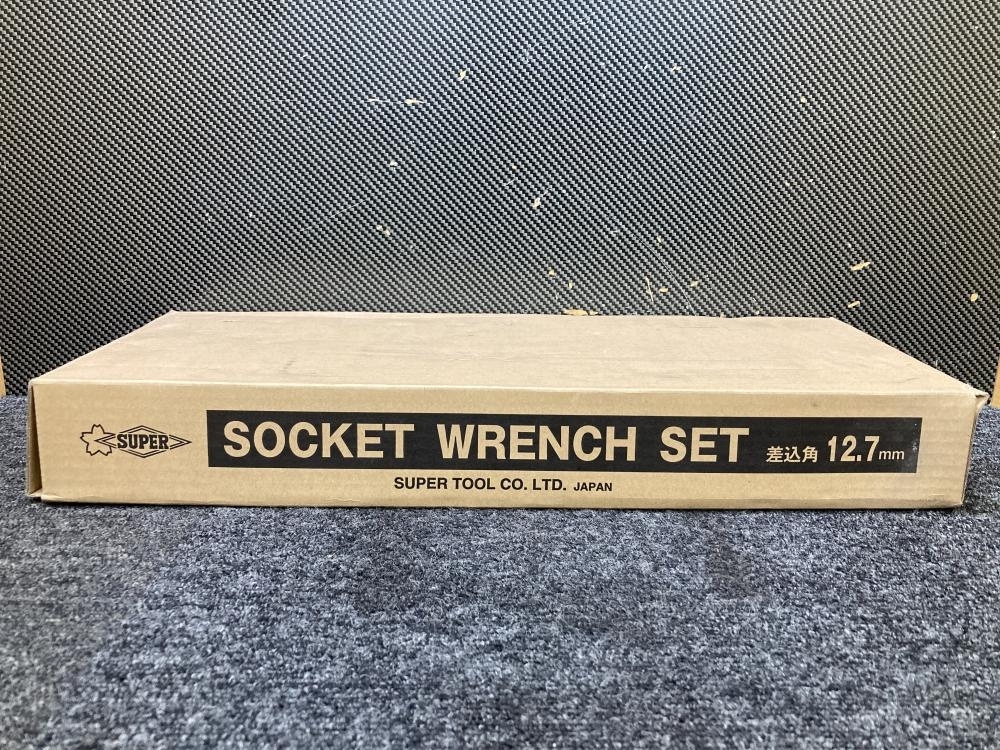 SUPER
SOCKET WRENCH SET 差込角 12.7mm
SUPER TOOL CO. LTD. JAPAN